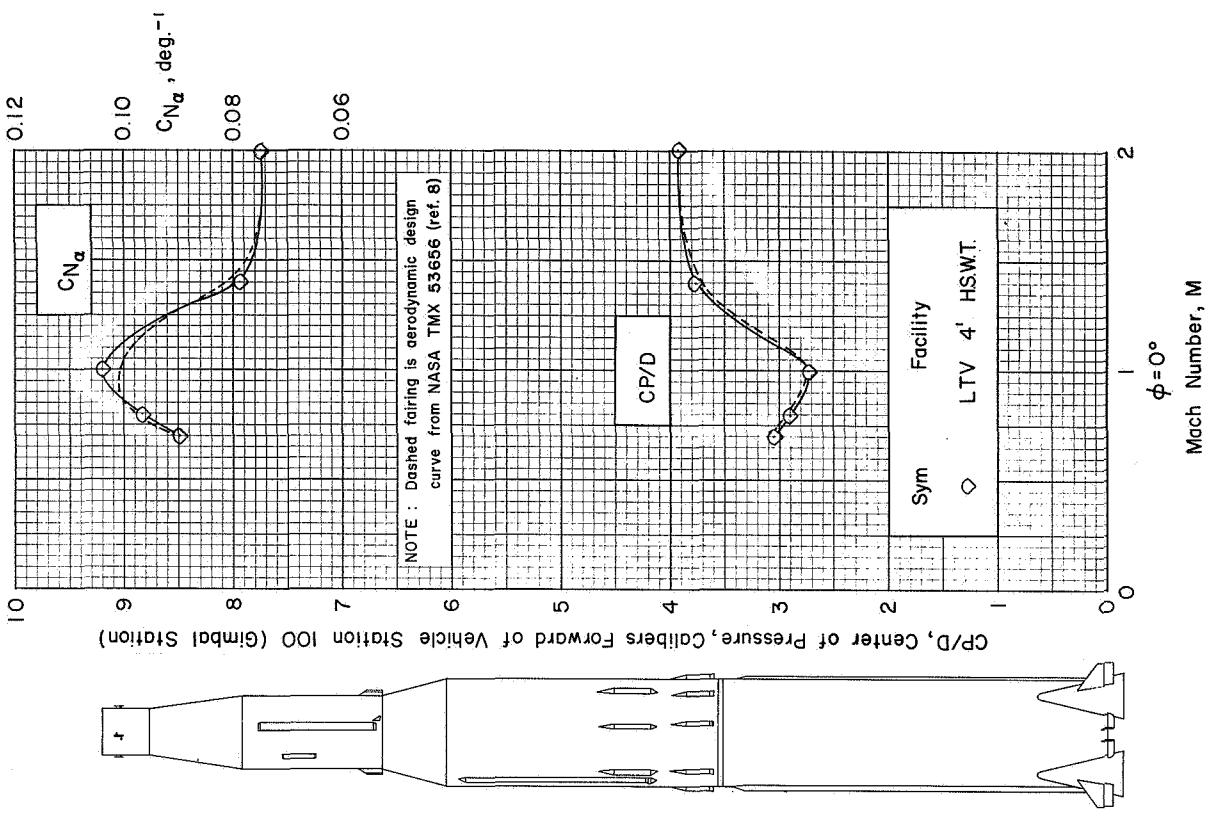 10
9
8
7
6
5
4
3
2
1
0
CP/D, Center of Pressure, Calibers Forward of Vehicle Station 100 (Gimbal Station)
0.12
0.10
0.08
0.06
CNα, deg.-1
CNα
NOTE : Dashed fairing is aerodynamic design
curve from NASA TMX 53656 (ref. 8)
CP/D
Sym Facility
LTV 4' H.S.W.T.
0
1
2
φ=0°
Mach Number, M